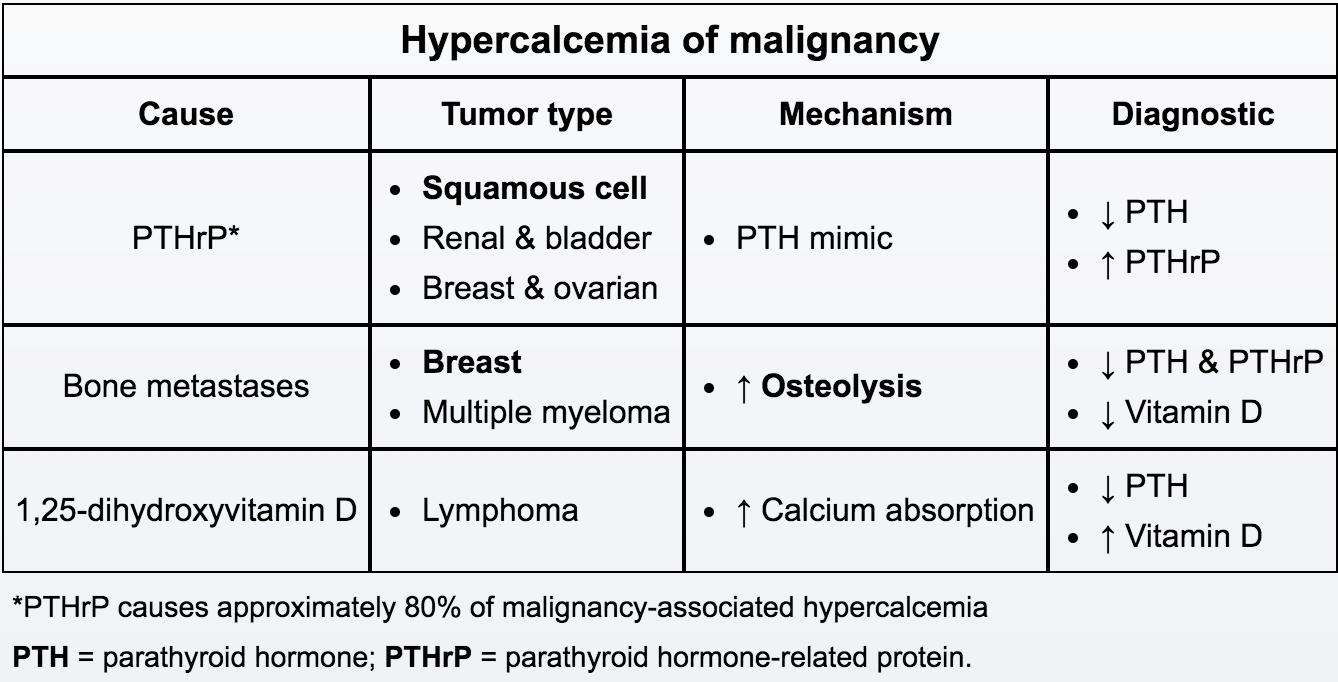 Hypercalcemia of malignancy
Cause Tumor type Mechanism Diagnostic
PTHrP*
• Squamous cell
• Renal & bladder
• Breast & ovarian
• PTH mimic
• ↓ PTH
• ↑ PTHrP
Bone metastases
• Breast
• Multiple myeloma
• ↑ Osteolysis
• ↓ PTH & PTHrP
• ↓ Vitamin D
1,25-dihydroxyvitamin D
• Lymphoma
• ↑ Calcium absorption
• ↓ PTH
• ↑ Vitamin D
*PTHrP causes approximately 80% of malignancy-associated hypercalcemia
PTH = parathyroid hormone; PTHrP = parathyroid hormone-related protein.